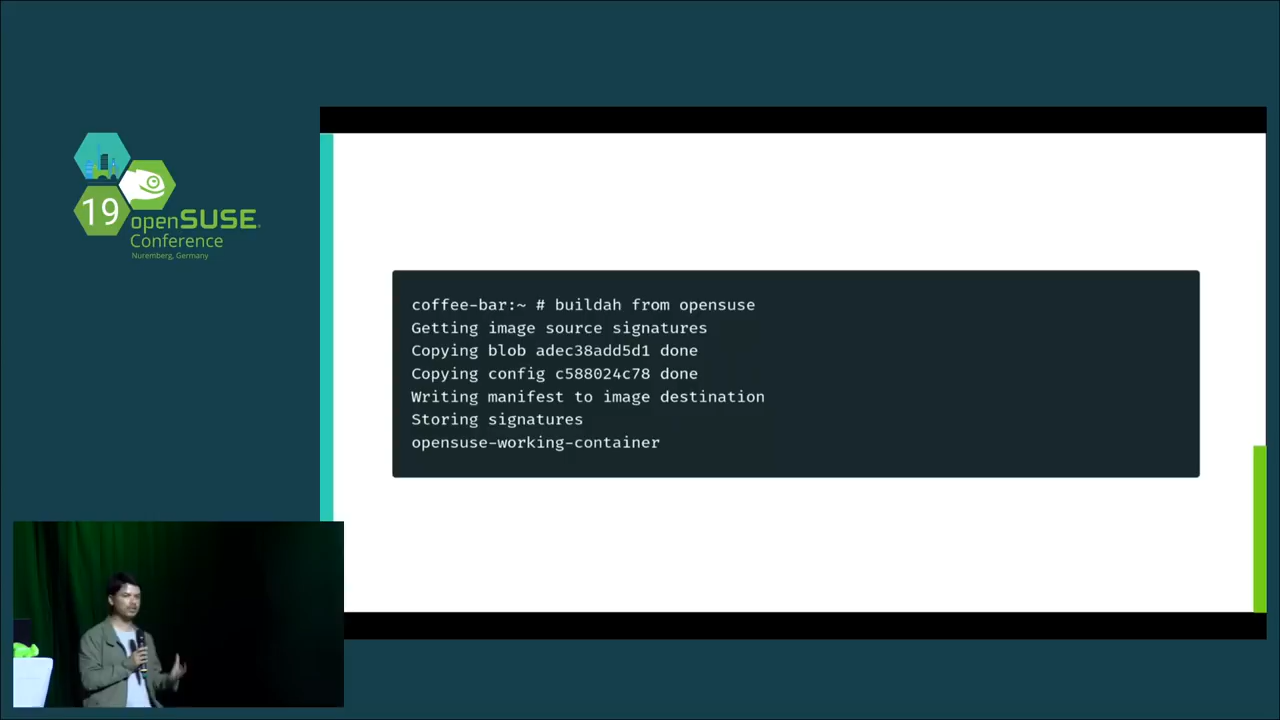 19
openSUSE
Conference
Nuremberg, Germany
coffee-bar:~ # buildah from opensuse
Getting image source signatures
Copying blob adec38add5d1 done
Copying config c588024c78 done
Writing manifest to image destination
Storing signatures
opensuse-working-container